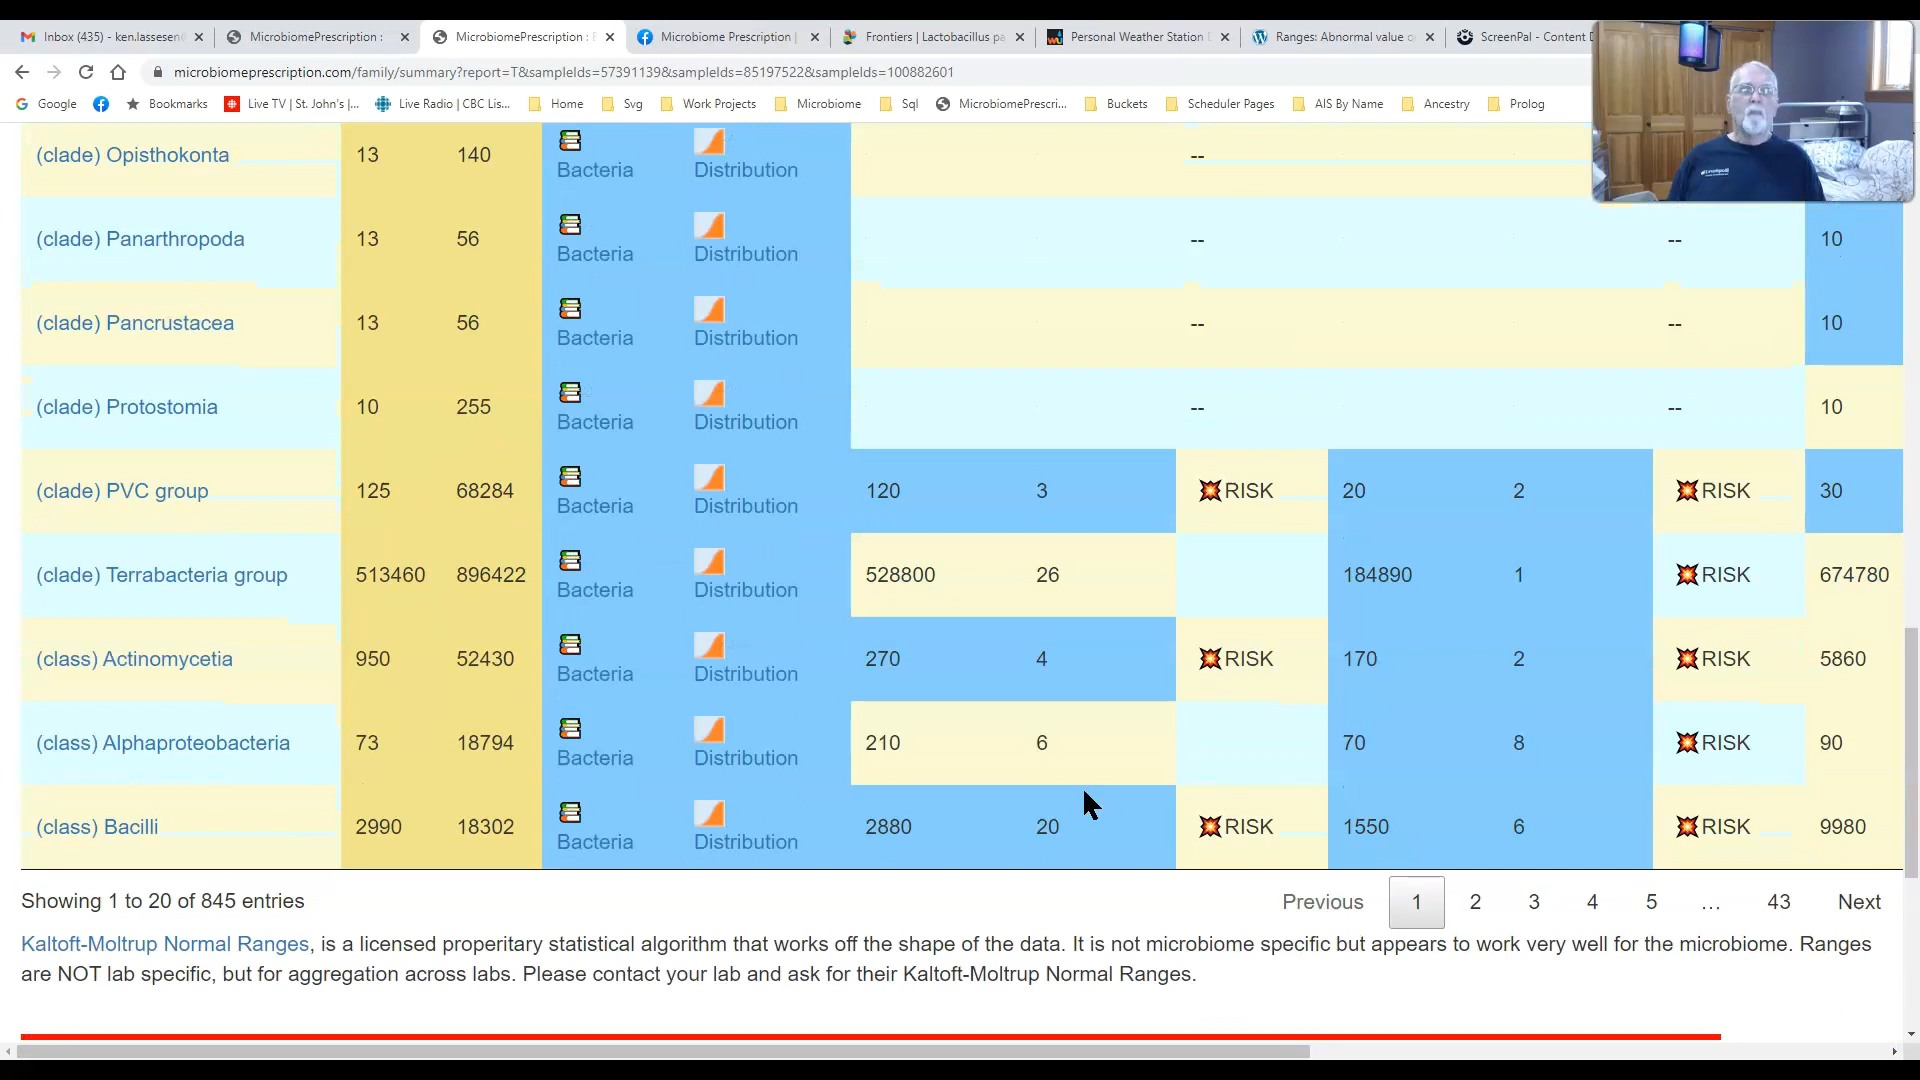 Inbox (435) - ken.lassesen
MicrobiomePrescription :
MicrobiomePrescription :
Microbiome Prescription |
Frontiers | Lactobacillus pa
Personal Weather Station D
Ranges: Abnormal value o
ScreenPal - Content D
microbiomeprescription.com/family/summary?report=T&sampleIds=57391139&sampleIds=85197522&sampleIds=100882601
Google
Bookmarks
Live TV | St. John's |...
Live Radio | CBC Lis...
Home
Svg
Work Projects
Microbiome
Sql
MicrobiomePrescri...
Buckets
Scheduler Pages
AIS By Name
Ancestry
Prolog
(clade) Opisthokonta 13 140 Bacteria Distribution --
(clade) Panarthropoda 13 56 Bacteria Distribution -- -- 10
(clade) Pancrustacea 13 56 Bacteria Distribution -- -- 10
(clade) Protostomia 10 255 Bacteria Distribution -- -- 10
(clade) PVC group 125 68284 Bacteria Distribution 120 3 RISK 20 2 RISK 30
(clade) Terrabacteria group 513460 896422 Bacteria Distribution 528800 26 184890 1 RISK 674780
(class) Actinomycetia 950 52430 Bacteria Distribution 270 4 RISK 170 2 RISK 5860
(class) Alphaproteobacteria 73 18794 Bacteria Distribution 210 6 70 8 RISK 90
(class) Bacilli 2990 18302 Bacteria Distribution 2880 20 RISK 1550 6 RISK 9980
Showing 1 to 20 of 845 entries
Previous 1 2 3 4 5 ... 43 Next
Kaltoft-Moltrup Normal Ranges, is a licensed properitary statistical algorithm that works off the shape of the data. It is not microbiome specific but appears to work very well for the microbiome. Ranges
are NOT lab specific, but for aggregation across labs. Please contact your lab and ask for their Kaltoft-Moltrup Normal Ranges.